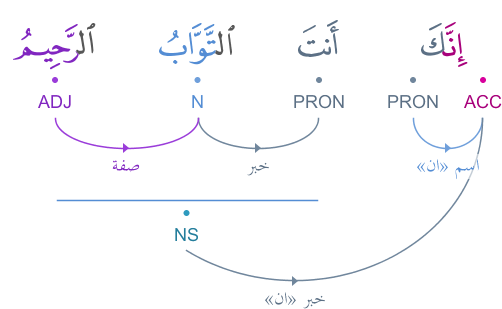 إِنَّكَ أَنتَ ٱلتَّوَّابُ ٱلرَّحِيمُ
ACC PRON PRON N ADJ
اسم «ان» خبر صفة
NS
خبر «ان»